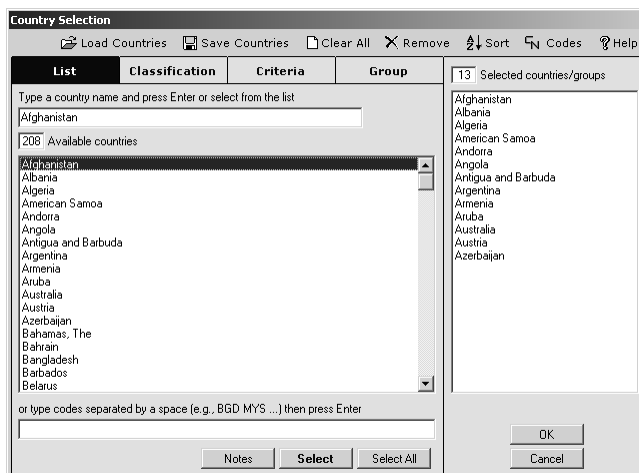 Country Selection
Load Countries Save Countries Clear All Remove Sort Codes Help
List Classification Criteria Group
Type a country name and press Enter or select from the list
Afghanistan
208 Available countries
Afghanistan
Albania
Algeria
American Samoa
Andorra
Angola
Antigua and Barbuda
Argentina
Armenia
Aruba
Australia
Austria
Azerbaijan
Bahamas, The
Bahrain
Bangladesh
Barbados
Belarus
or type codes separated by a space (e.g., BGD MYS ...) then press Enter
Notes Select Select All
13 Selected countries/groups
Afghanistan
Albania
Algeria
American Samoa
Andorra
Angola
Antigua and Barbuda
Argentina
Armenia
Aruba
Australia
Austria
Azerbaijan
OK
Cancel